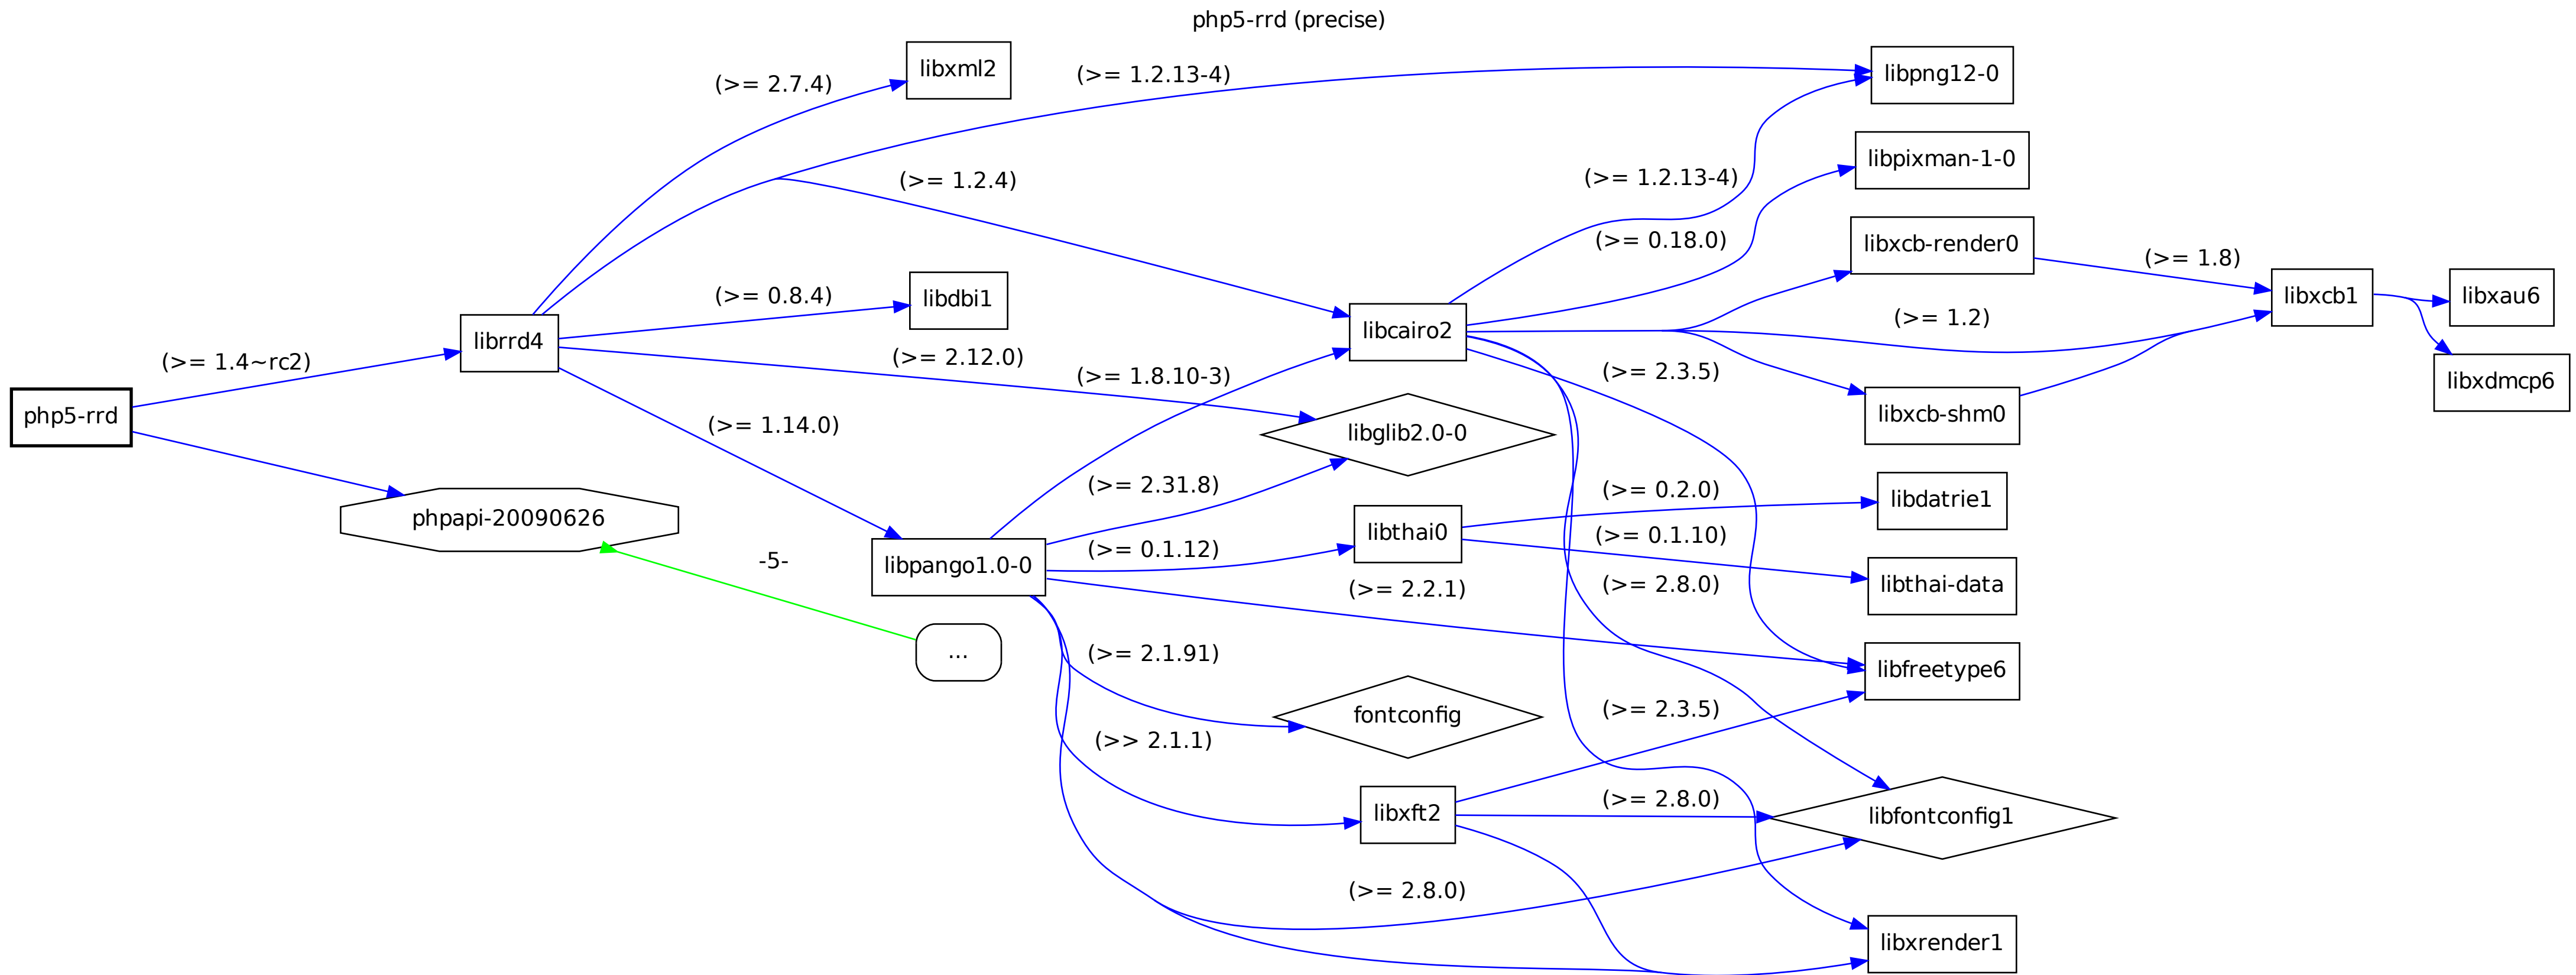 php5-rrd (precise)
libxml2
(>= 2.7.4)
(>= 1.2.13-4)
libpng12-0
libpixman-1-0
(>= 1.2.4)
(>= 1.2.13-4)
(>= 0.18.0)
libxcb-render0
(>= 1.8)
libxcb1
libxau6
libxdmcp6
(>= 0.8.4)
libdbi1
librrd4
(>= 1.4~rc2)
(>= 2.12.0)
(>= 1.8.10-3)
libcairo2
(>= 1.2)
(>= 2.3.5)
libxcb-shm0
php5-rrd
(>= 1.14.0)
libglib2.0-0
(>= 2.31.8)
(>= 0.2.0)
libdatrie1
phpapi-20090626
-5-
libpango1.0-0
(>= 0.1.12)
libthai0
(>= 0.1.10)
libthai-data
(>= 2.2.1)
(>= 2.8.0)
...
(>= 2.1.91)
libfreetype6
fontconfig
(>= 2.3.5)
(>> 2.1.1)
libxft2
(>= 2.8.0)
libfontconfig1
(>= 2.8.0)
libxrender1